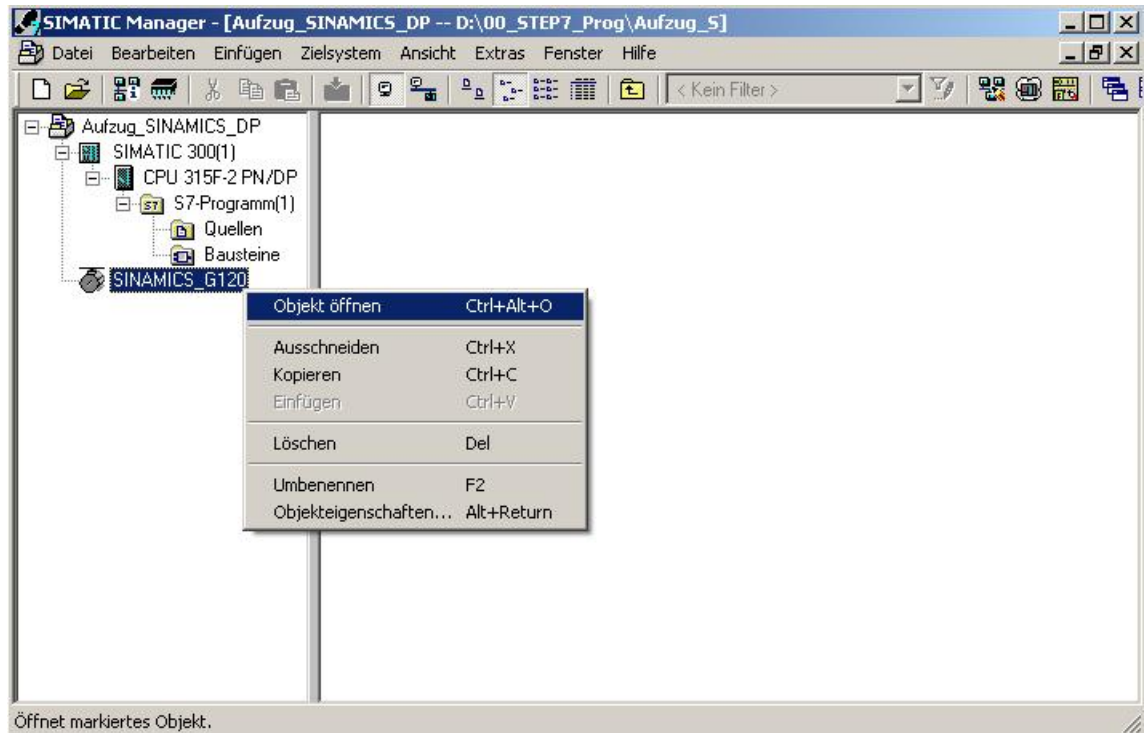 SIMATIC Manager - [Aufzug_SINAMICS_DP -- D:\00_STEP7_Prog\Aufzug_S]
Datei Bearbeiten Einfügen Zielsystem Ansicht Extras Fenster Hilfe
< Kein Filter >
Aufzug_SINAMICS_DP
SIMATIC 300(1)
CPU 315F-2 PN/DP
S7-Programm(1)
Quellen
Bausteine
SINAMICS_G120
Objekt öffnen Ctrl+Alt+O
Ausschneiden Ctrl+X
Kopieren Ctrl+C
Einfügen Ctrl+V
Löschen Del
Umbenennen F2
Objekteigenschaften... Alt+Return
Öffnet markiertes Objekt.